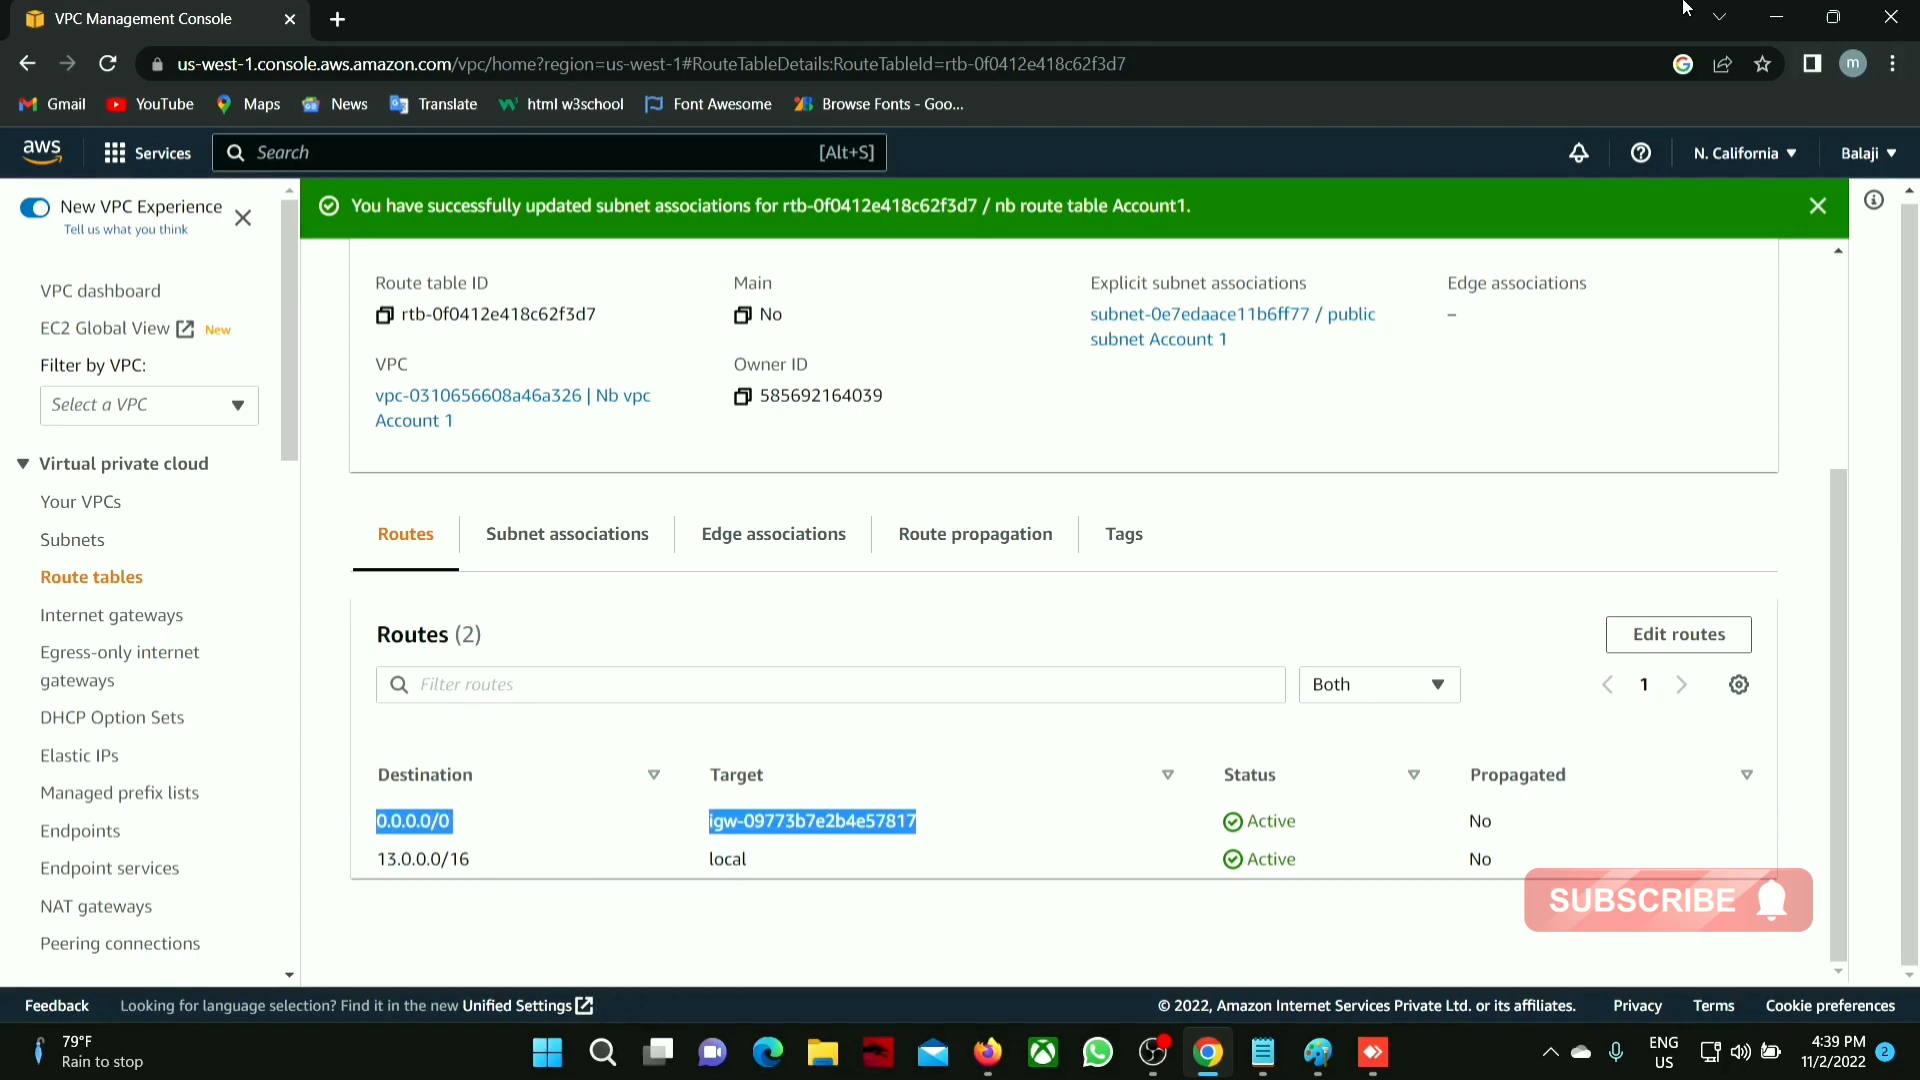 VPC Management Console
us-west-1.console.aws.amazon.com/vpc/home?region=us-west-1#RouteTableDetails:RouteTableId=rtb-0f0412e418c62f3d7
m
Gmail YouTube Maps News Translate html w3school Font Awesome Browse Fonts - Goo...
aws Services Search [Alt+S] N. California Balaji
New VPC Experience
Tell us what you think
You have successfully updated subnet associations for rtb-0f0412e418c62f3d7 / nb route table Account1.
VPC dashboard
EC2 Global View New
Filter by VPC:
Select a VPC
Virtual private cloud
Your VPCs
Subnets
Route tables
Internet gateways
Egress-only internet
gateways
DHCP Option Sets
Elastic IPs
Managed prefix lists
Endpoints
Endpoint services
NAT gateways
Peering connections
Route table ID Main Explicit subnet associations Edge associations
rtb-0f0412e418c62f3d7 No subnet-0e7edaace11b6ff77 / public –
subnet Account 1
VPC Owner ID
vpc-0310656608a46a326 | Nb vpc 585692164039
Account 1
Routes Subnet associations Edge associations Route propagation Tags
Routes (2) Edit routes
Filter routes Both 1
Destination Target Status Propagated
0.0.0.0/0 igw-09773b7e2b4e57817 Active No
13.0.0.0/16 local Active No
SUBSCRIBE
Feedback Looking for language selection? Find it in the new Unified Settings © 2022, Amazon Internet Services Private Ltd. or its affiliates. Privacy Terms Cookie preferences
79°F
Rain to stop
ENG
US
4:39 PM
11/2/2022
2